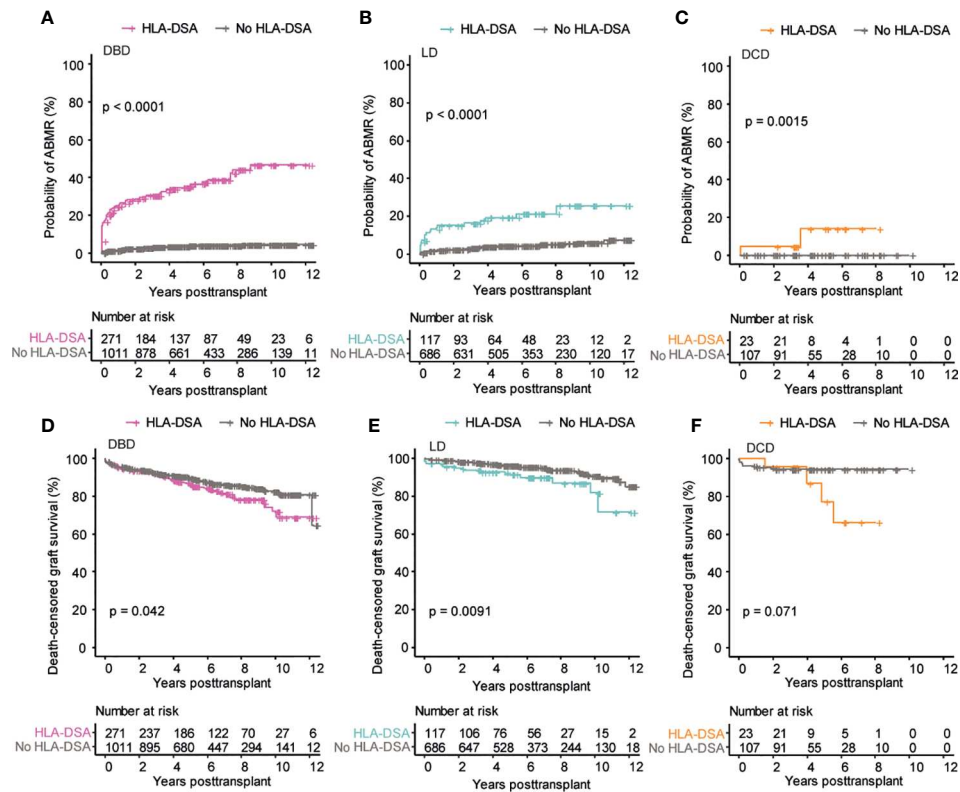 A
HLA-DSA No HLA-DSA
DBD
100
80
60
40
20
0
p < 0.0001
Probability of ABMR (%)
0 2 4 6 8 10 12
Years posttransplant
Number at risk
HLA-DSA 271 184 137 87 49 23 6
No HLA-DSA 1011 878 661 433 286 139 11
0 2 4 6 8 10 12
Years posttransplant
B
HLA-DSA No HLA-DSA
LD
100
80
60
40
20
0
p < 0.0001
Probability of ABMR (%)
0 2 4 6 8 10 12
Years posttransplant
Number at risk
HLA-DSA 117 93 64 48 23 12 2
No HLA-DSA 686 631 505 353 230 120 17
0 2 4 6 8 10 12
Years posttransplant
C
HLA-DSA No HLA-DSA
DCD
100
80
60
40
20
0
p = 0.0015
Probability of ABMR (%)
0 2 4 6 8 10 12
Years posttransplant
Number at risk
HLA-DSA 23 21 8 4 1 0 0
No HLA-DSA 107 91 55 28 10 0 0
0 2 4 6 8 10 12
Years posttransplant
D
HLA-DSA No HLA-DSA
DBD
100
80
60
40
20
0
p = 0.042
Death-censored graft survival (%)
0 2 4 6 8 10 12
Years posttransplant
Number at risk
HLA-DSA 271 237 186 122 70 27 6
No HLA-DSA 1011 895 680 447 294 141 12
0 2 4 6 8 10 12
Years posttransplant
E
HLA-DSA No HLA-DSA
LD
100
80
60
40
20
0
p = 0.0091
Death-censored graft survival (%)
0 2 4 6 8 10 12
Years posttransplant
Number at risk
HLA-DSA 117 106 76 56 27 15 2
No HLA-DSA 686 647 528 373 244 130 18
0 2 4 6 8 10 12
Years posttransplant
F
HLA-DSA No HLA-DSA
DCD
100
80
60
40
20
0
p = 0.071
Death-censored graft survival (%)
0 2 4 6 8 10 12
Years posttransplant
Number at risk
HLA-DSA 23 21 9 5 1 0 0
No HLA-DSA 107 91 55 28 10 0 0
0 2 4 6 8 10 12
Years posttransplant